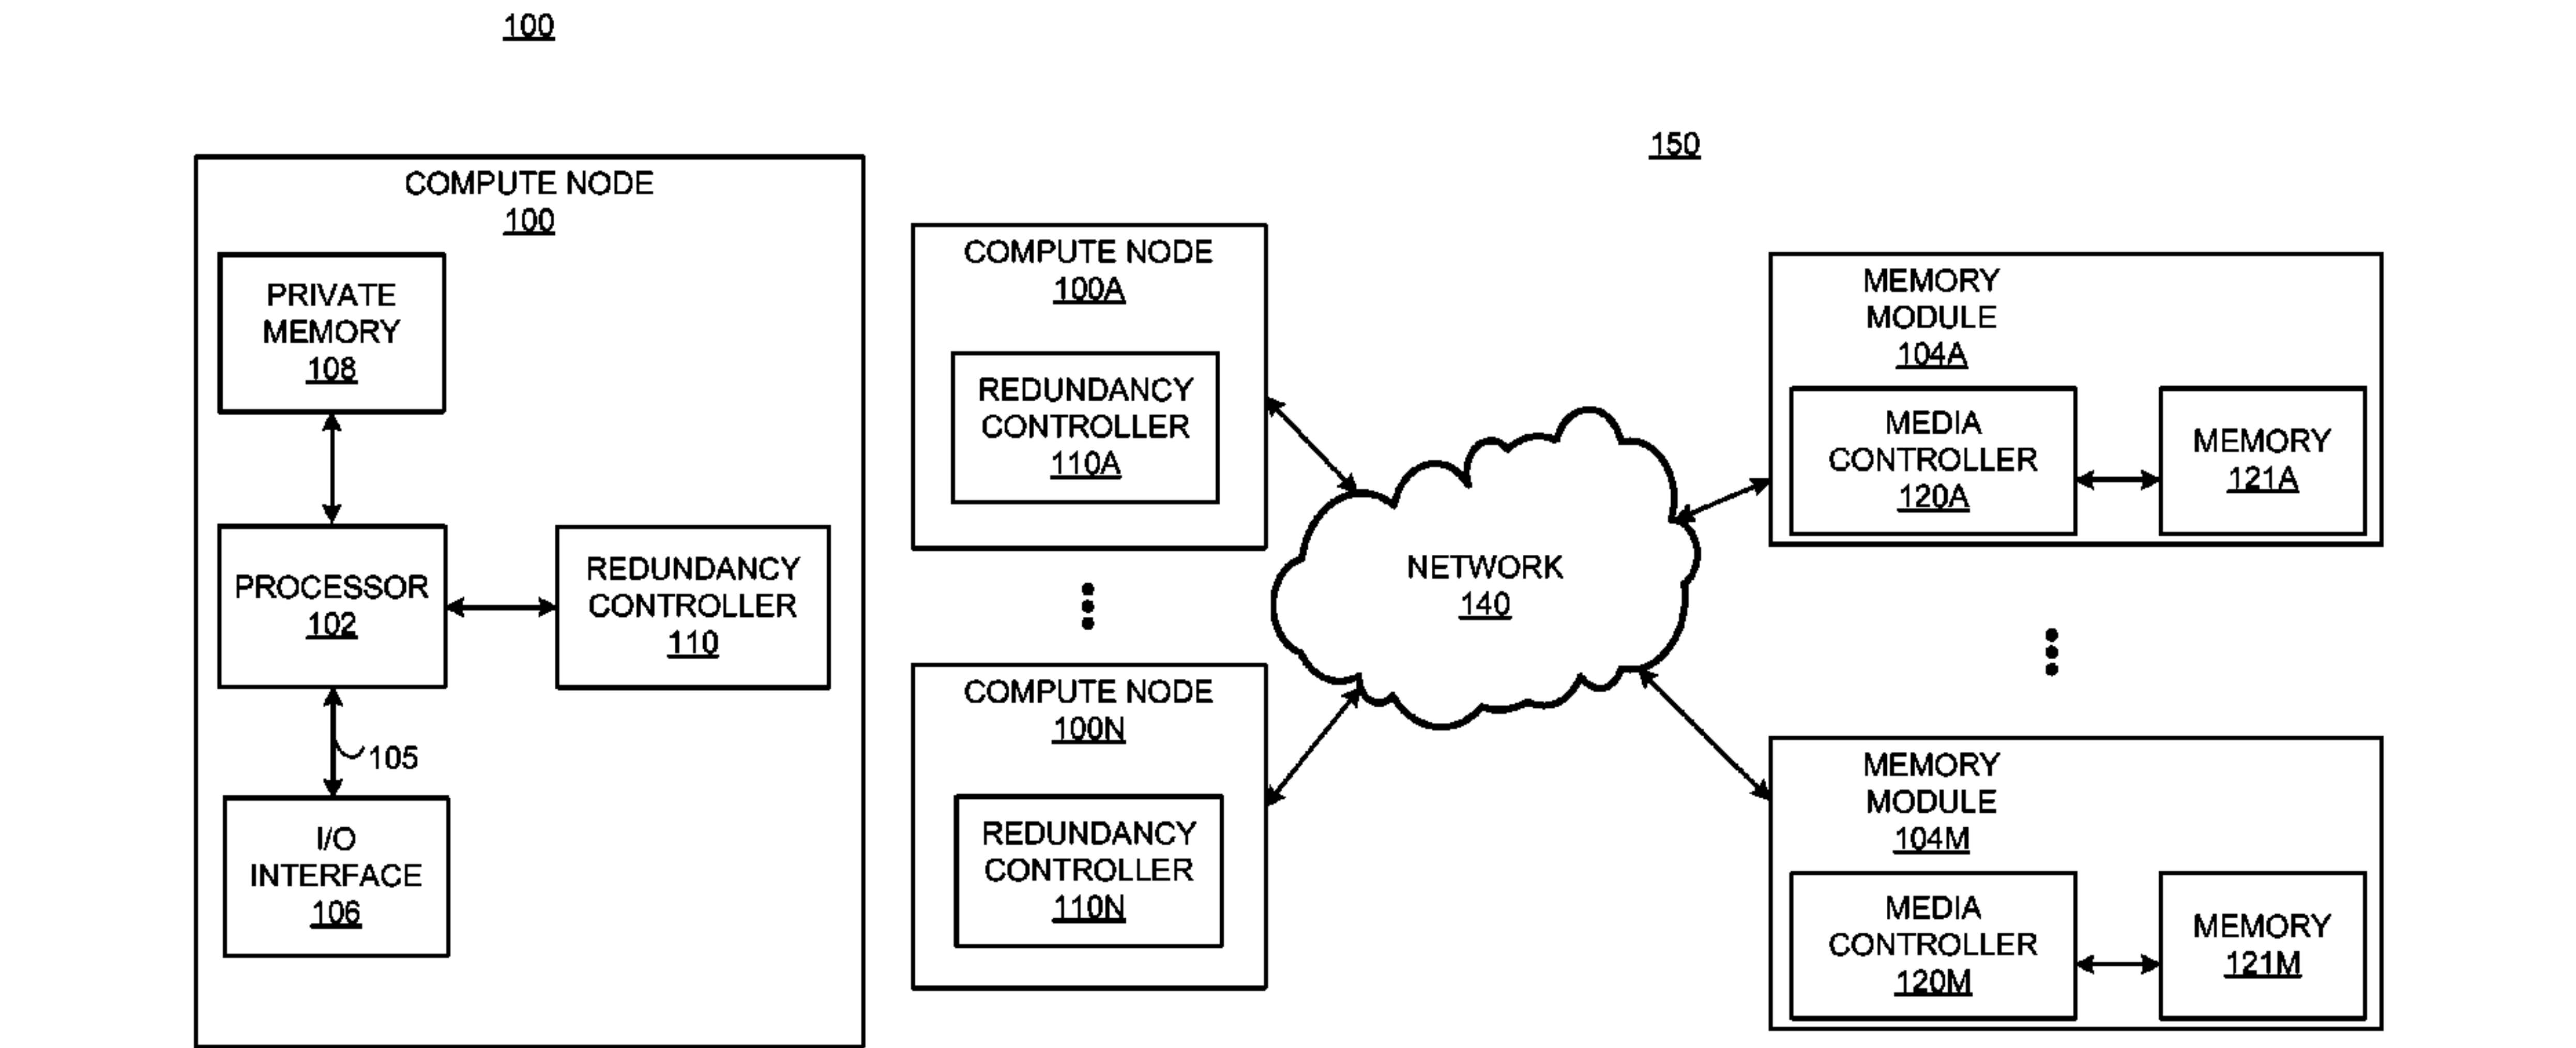 100
COMPUTE NODE
100
PRIVATE
MEMORY
108
PROCESSOR
102
REDUNDANCY
CONTROLLER
110
105
I/O
INTERFACE
106
150
COMPUTE NODE
100A
REDUNDANCY
CONTROLLER
110A
COMPUTE NODE
100N
REDUNDANCY
CONTROLLER
110N
NETWORK
140
MEMORY
MODULE
104A
MEDIA
CONTROLLER
120A
MEMORY
121A
MEMORY
MODULE
104M
MEDIA
CONTROLLER
120M
MEMORY
121M